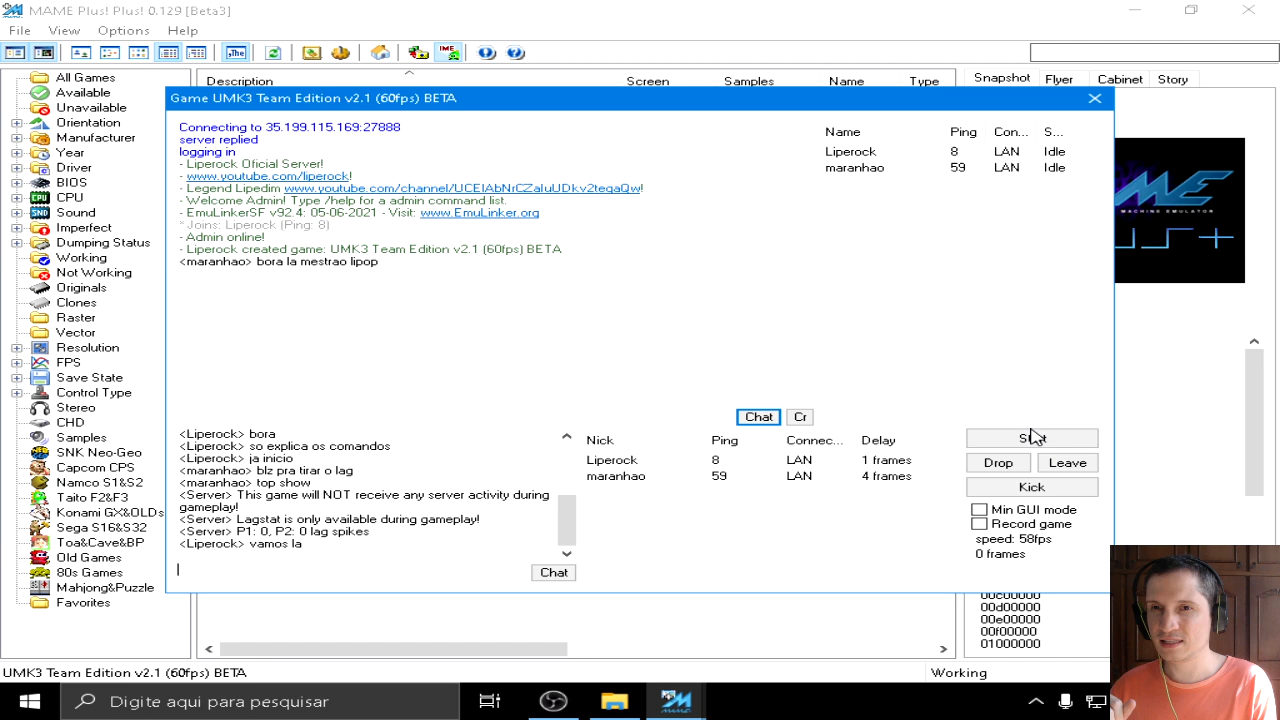 MAME Plus! Plus! 0.129 [Beta3]
File View Options Help
Description Screen Samples Name Type
Snapshot Flyer Cabinet Story
All Games
Available
Unavailable
Orientation
Manufacturer
Year
Driver
BIOS
CPU
Sound
Imperfect
Dumping Status
Working
Not Working
Originals
Clones
Raster
Vector
Resolution
FPS
Save State
Control Type
Stereo
CHD
Samples
SNK Neo-Geo
Capcom CPS
Namco S1&S2
Taito F2&F3
Konami GX&OLDs
Sega S16&S32
Toa&Cave&BP
Old Games
80s Games
Mahjong&Puzzle
Favorites
Game UMK3 Team Edition v2.1 (60fps) BETA
Connecting to 35.199.115.169:27888
server replied
logging in
- Liperock Oficial Server!
- www.youtube.com/liperock!
- Legend Lipedim www.youtube.com/channel/UCEIAbNrCZaluUDkv2teqaQw!
- Welcome Admin! Type /help for a admin command list.
- EmuLinkerSF v92.4: 05-06-2021 - Visit: www.EmuLinker.org
* Joins: Liperock (Ping: 8)
- Admin online!
- Liperock created game: UMK3 Team Edition v2.1 (60fps) BETA
<maranhao> bora la mestrao lipop
Name Ping Con... S...
Liperock 8 LAN Idle
maranhao 59 LAN Idle
Chat Cr
<Liperock> bora
<Liperock> so explica os comandos
<Liperock> ja inicio
<maranhao> blz pra tirar o lag
<maranhao> top show
<Server> This game will NOT receive any server activity during
gameplay!
<Server> Lagstat is only available during gameplay!
<Server> P1: 0, P2: 0 lag spikes
<Liperock> vamos la
Chat
Nick Ping Connec... Delay
Liperock 8 LAN 1 frames
maranhao 59 LAN 4 frames
Start
Drop Leave
Kick
Min GUI mode
Record game
speed: 58fps
0 frames
00c00000
00d00000
00e00000
00f00000
01000000
UMK3 Team Edition v2.1 (60fps) BETA
Working
Digite aqui para pesquisar